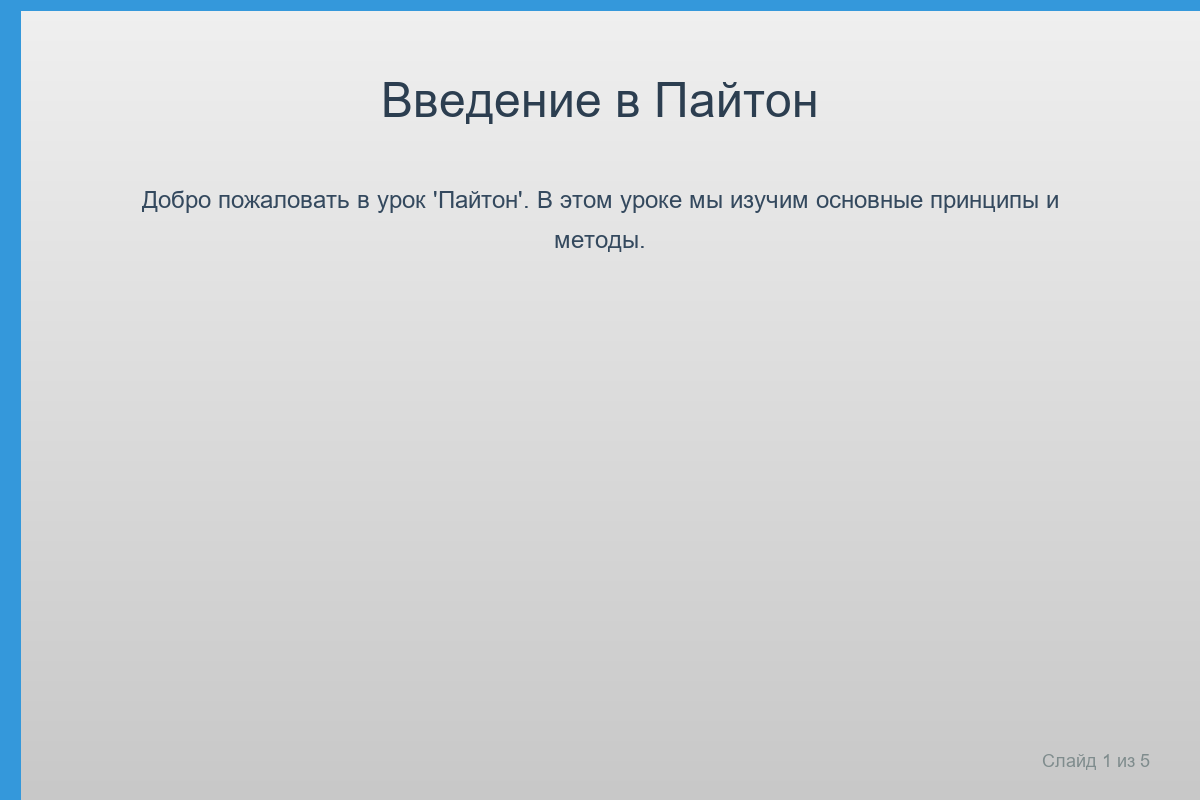 Введение в Пайтон
Добро пожаловать в урок 'Пайтон'. В этом уроке мы изучим основные принципы и
методы.
Слайд 1 из 5